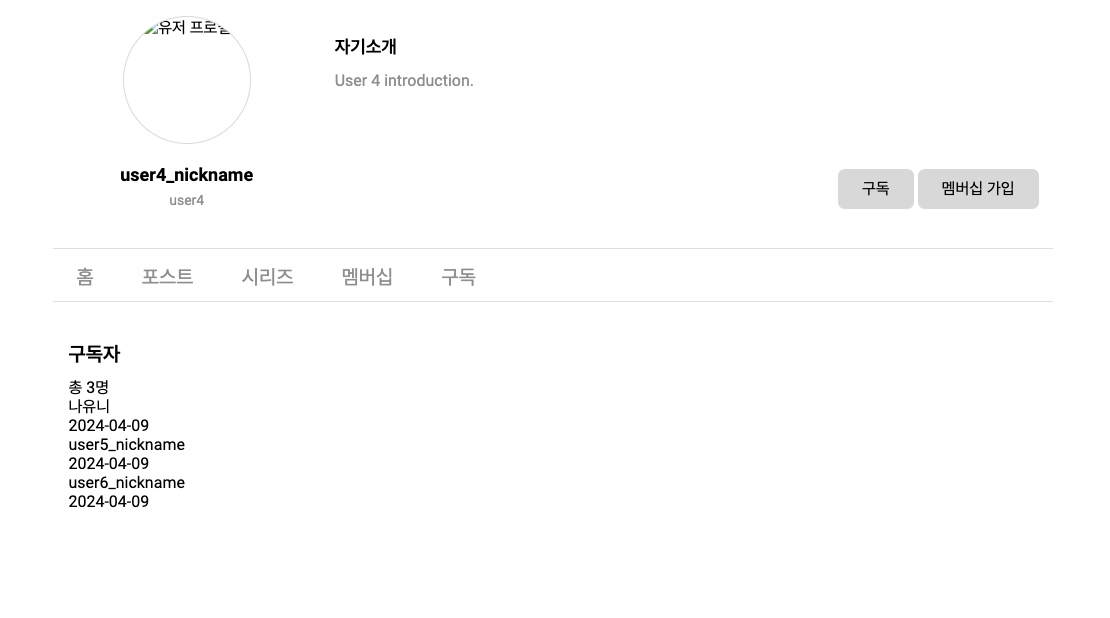 유저 프로필
자기소개
User 4 introduction.
user4_nickname
user4
구독
멤버십 가입
홈
포스트
시리즈
멤버십
구독
구독자
총 3명
나유니
2024-04-09
user5_nickname
2024-04-09
user6_nickname
2024-04-09